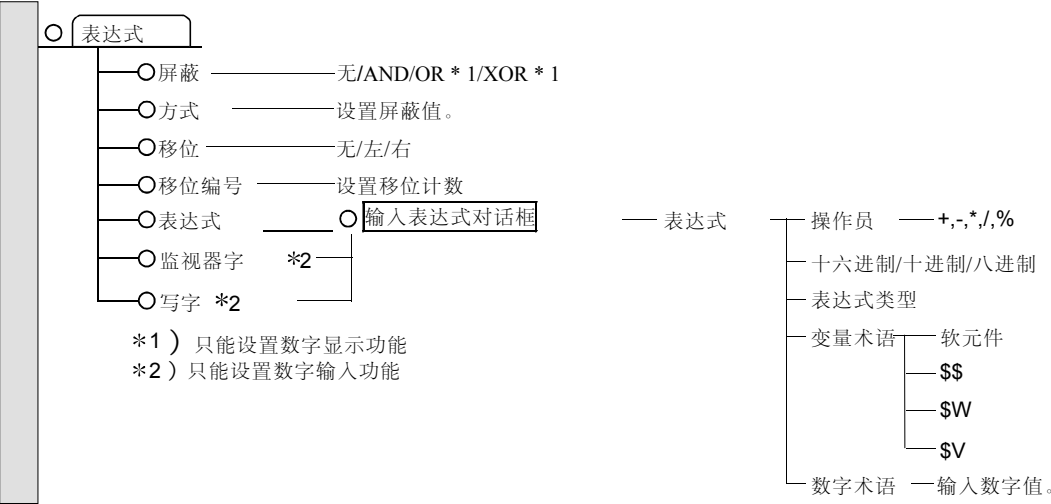 表达式
屏蔽 无/AND/OR * 1/XOR * 1
方式 设置屏蔽值。
移位 无/左/右
移位编号 设置移位计数
表达式 输入表达式对话框 表达式 操作员 +,-,*,/,%
监视器字 *2 十六进制/十进制/八进制
写字 *2 表达式类型
变量术语 软元件
$$
$W
$V
数字术语 输入数字值。
*1）只能设置数字显示功能
*2）只能设置数字输入功能